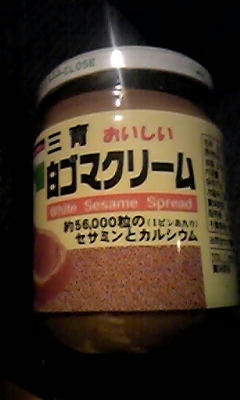 CLOSE
三育 おいしい
白ゴマクリーム
White Sesame Spread
約56,000粒の(1ビンあたり)
セサミンとカルシウム